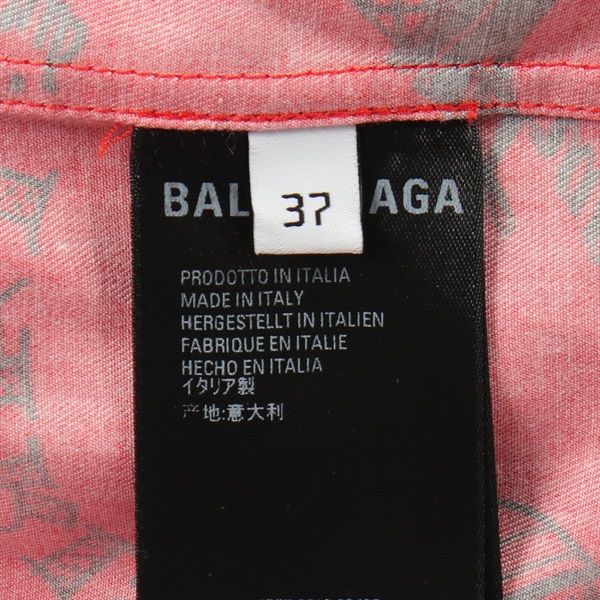 BAL AGA
37
PRODOTTO IN ITALIA
MADE IN ITALY
HERGESTELLT IN ITALIEN
FABRIQUE EN ITALIE
HECHO EN ITALIA
イタリア製
产地:意大利